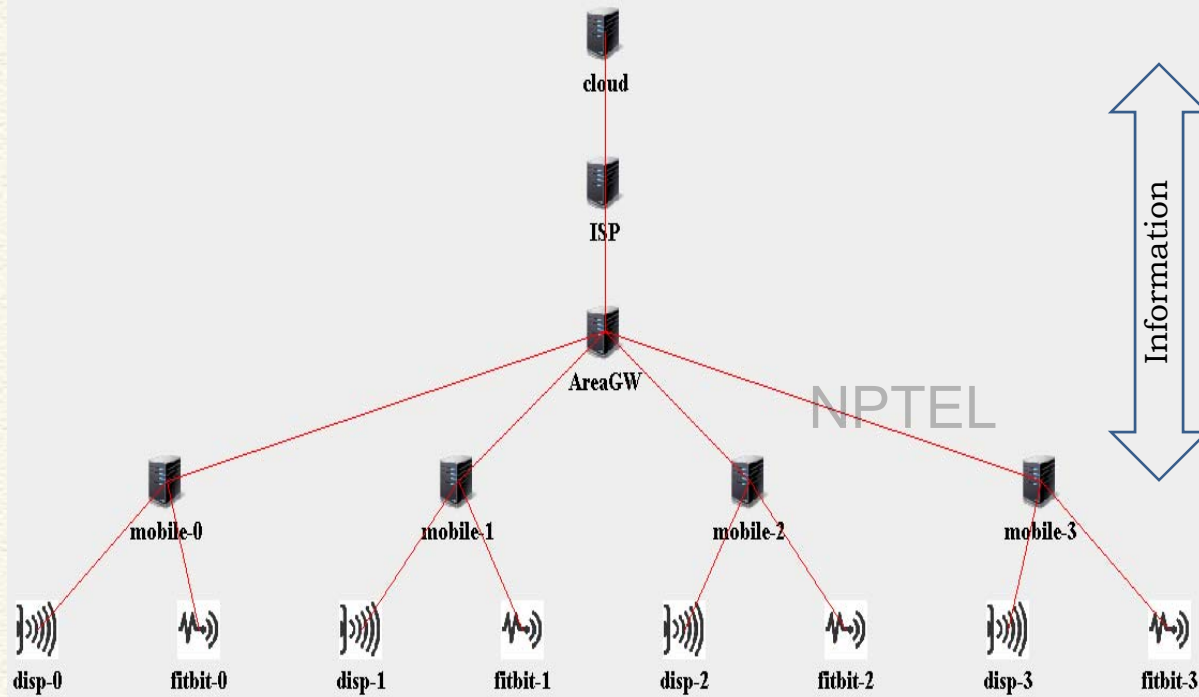 cloud
ISP
AreaGW
Information
NPTEL
mobile-0 mobile-1 mobile-2 mobile-3
disp-0 fitbit-0 disp-1 fitbit-1 disp-2 fitbit-2 disp-3 fitbit-3